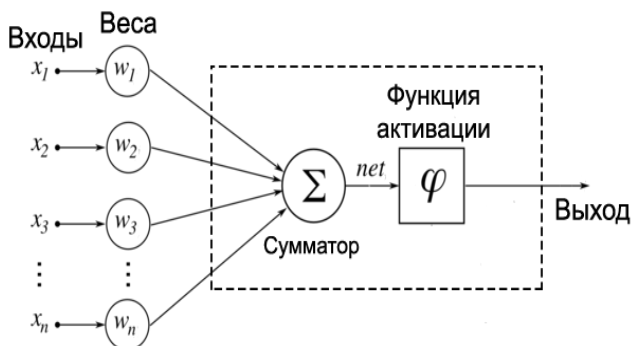 Входы
Веса
x1
w1
x2
w2
x3
w3
xn
wn
Σ
Сумматор
net
Функция
активации
φ
Выход